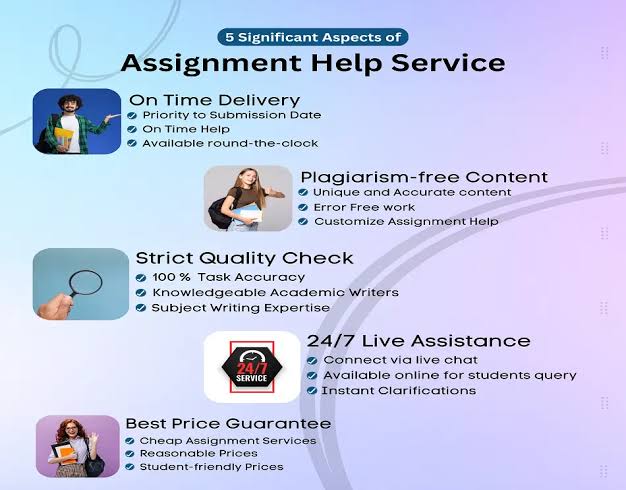 5 Significant Aspects of
Assignment Help Service
On Time Delivery
Priority to Submission Date
On Time Help
Available round-the-clock
Plagiarism-free Content
Unique and Accurate content
Error Free work
Customize Assignment Help
Strict Quality Check
100 % Task Accuracy
Knowledgeable Academic Writers
Subject Writing Expertise
24/7 Live Assistance
24/7
SERVICE
Connect via live chat
Available online for students query
Instant Clarifications
Best Price Guarantee
Cheap Assignment Services
Reasonable Prices
Student-friendly Prices